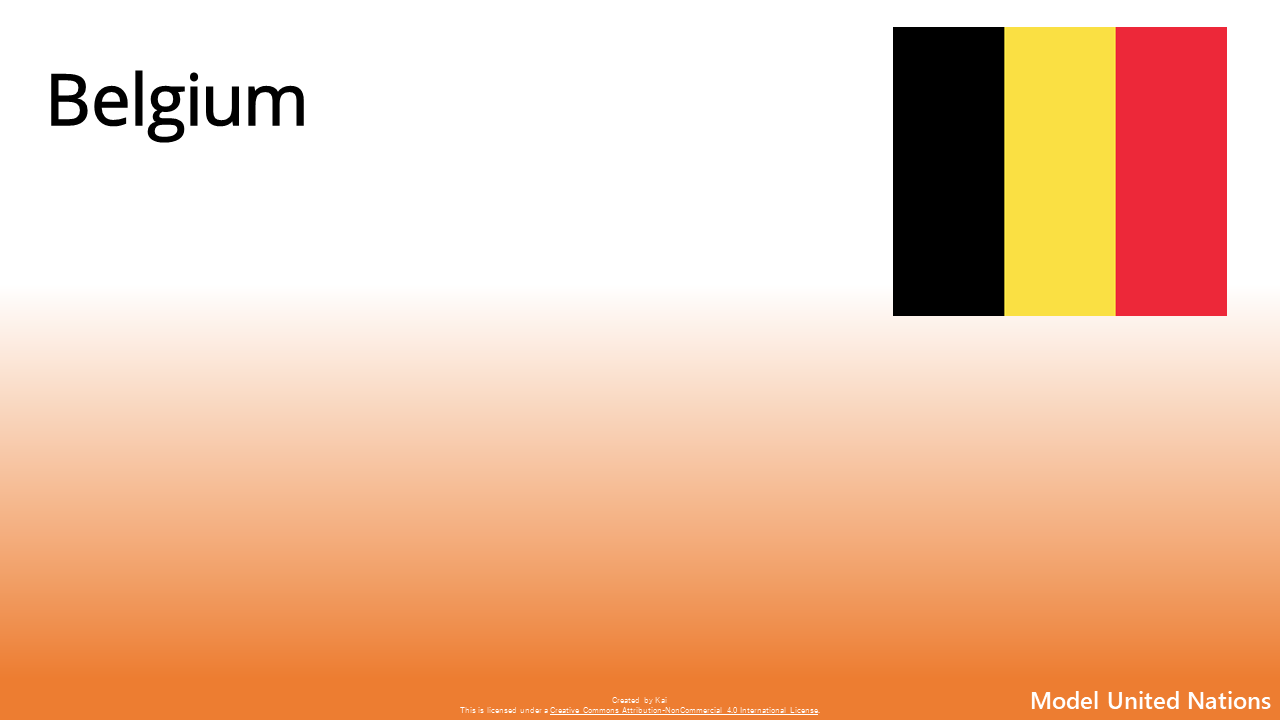 Belgium
Created by Kai
This is licensed under a Creative Commons Attribution-NonCommercial 4.0 International License.
Model United Nations